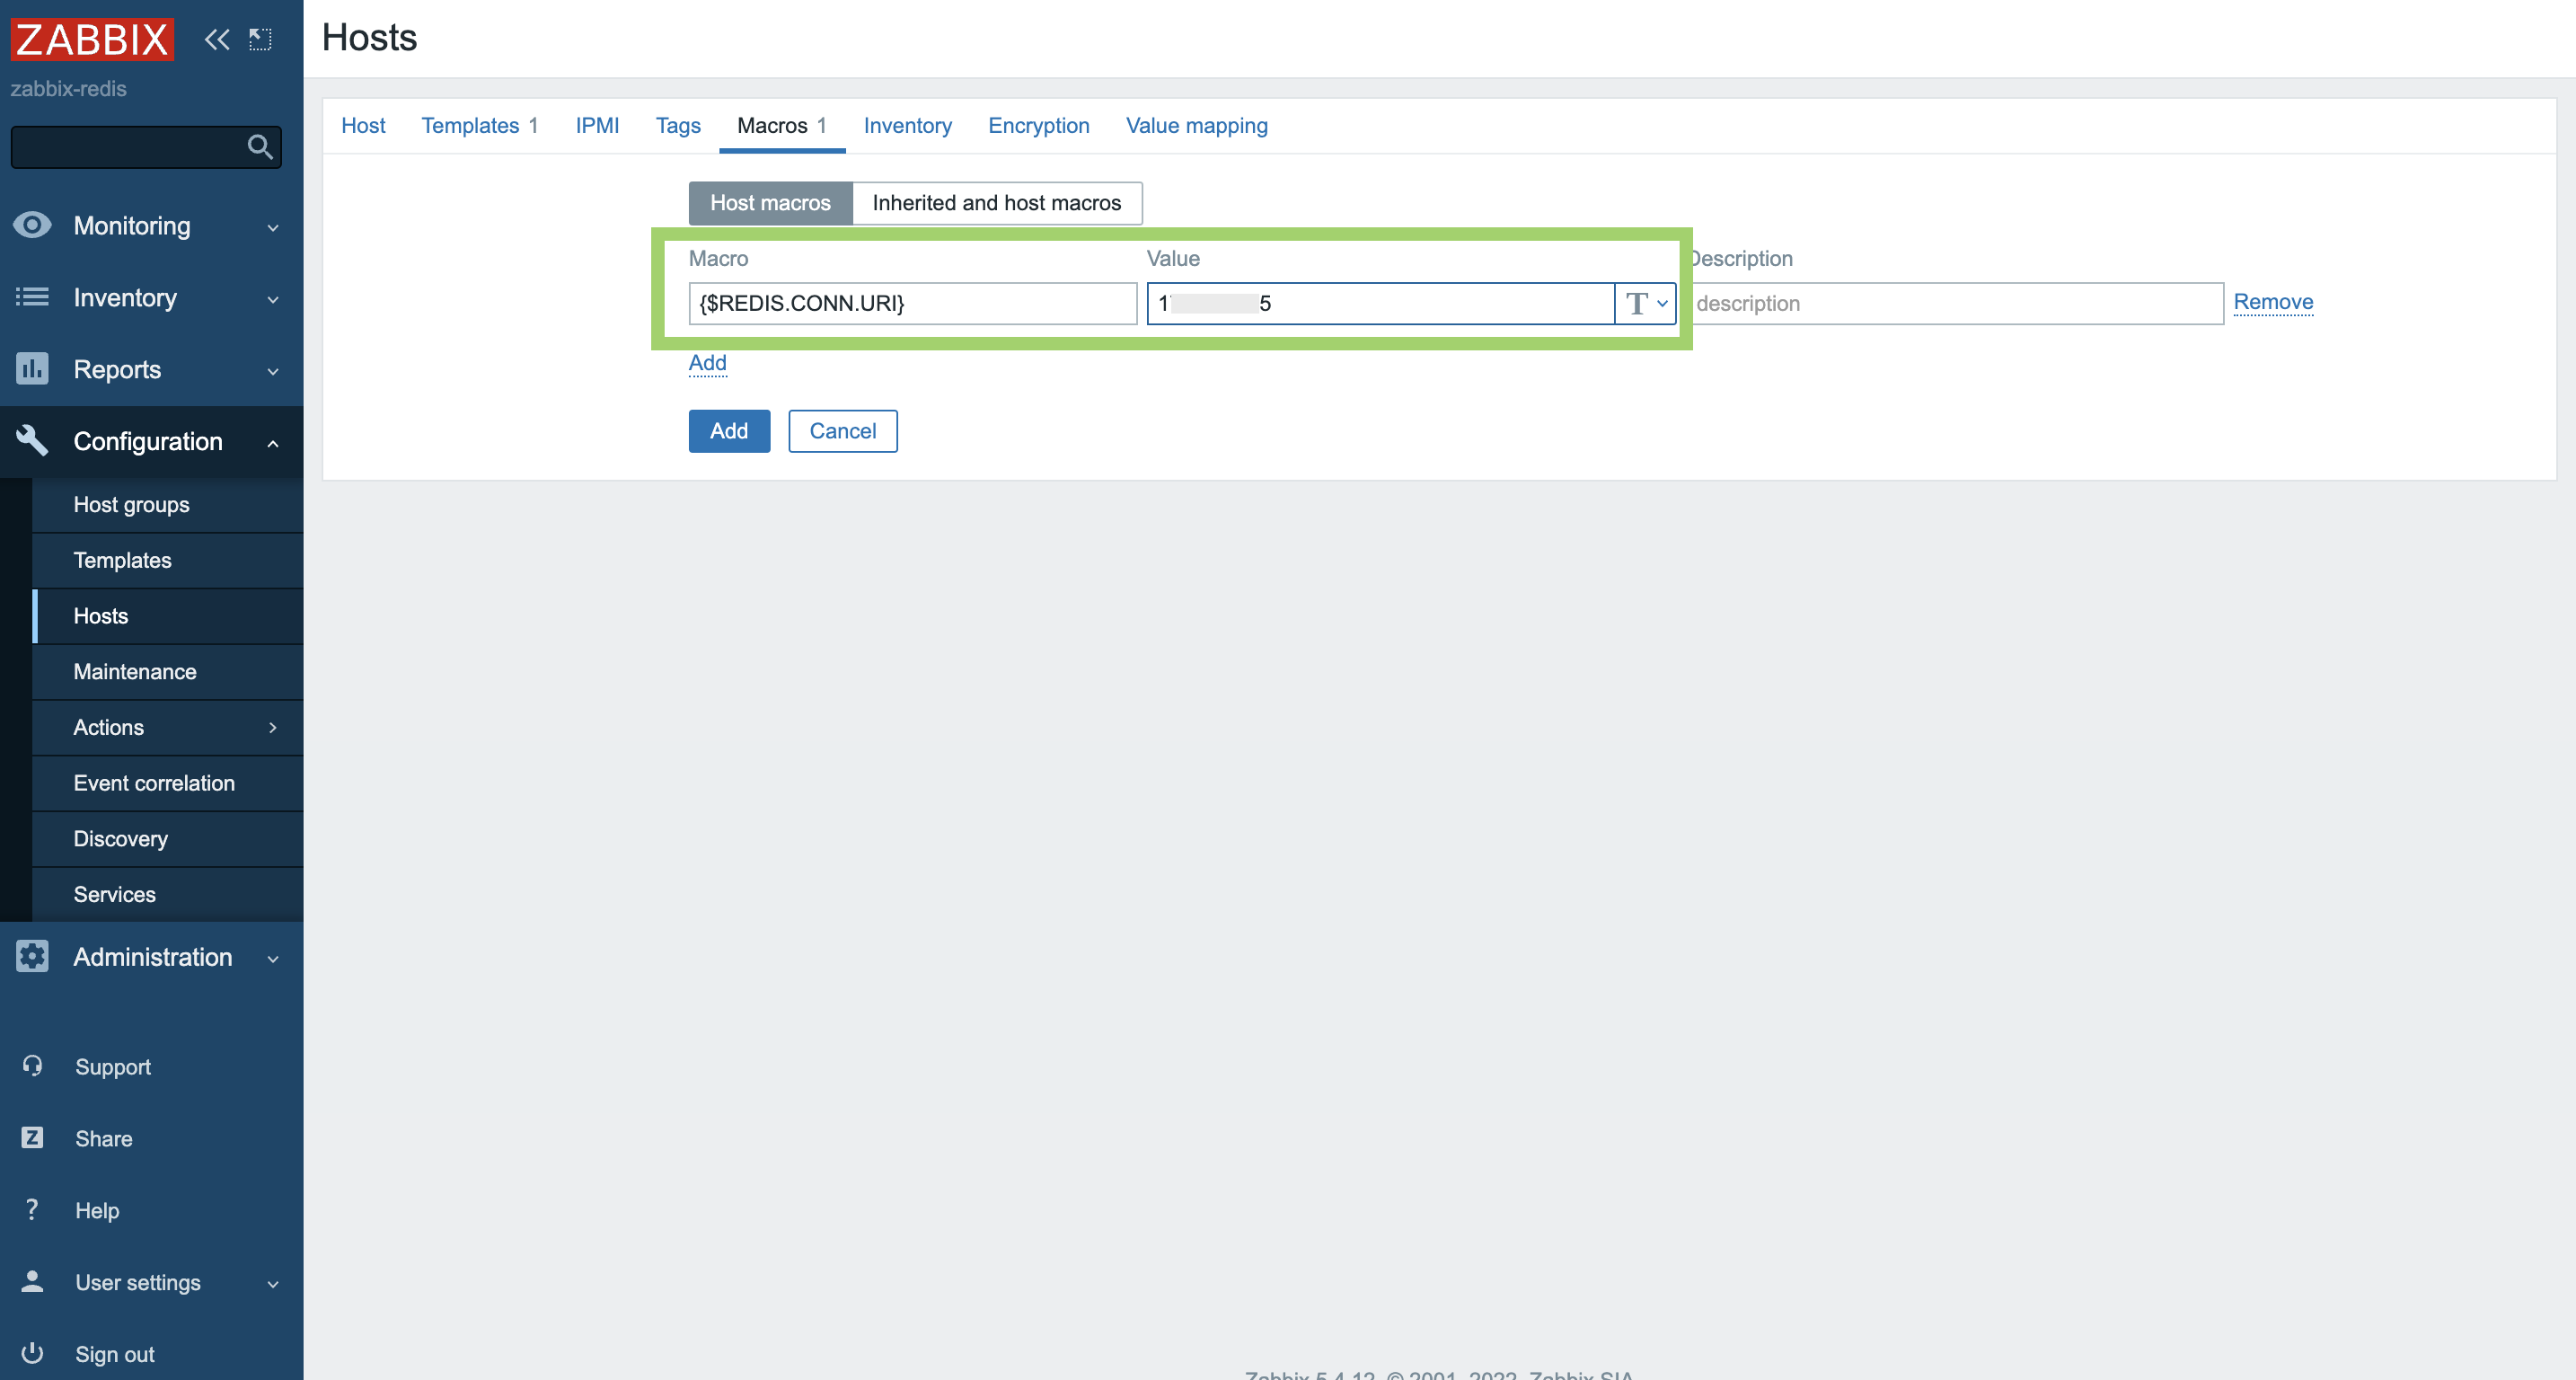 ZABBIX
zabbix-redis
Monitoring
Inventory
Reports
Configuration
Host groups
Templates
Hosts
Maintenance
Actions
Event correlation
Discovery
Services
Administration
Support
Share
Help
User settings
Sign out
Hosts
Host Templates 1 IPMI Tags Macros 1 Inventory Encryption Value mapping
Host macros Inherited and host macros
Macro Value Description
{$REDIS.CONN.URI} 1 5 T description Remove
Add
Add Cancel
Zabbix 5.4.12. © 2001–2022, Zabbix SIA